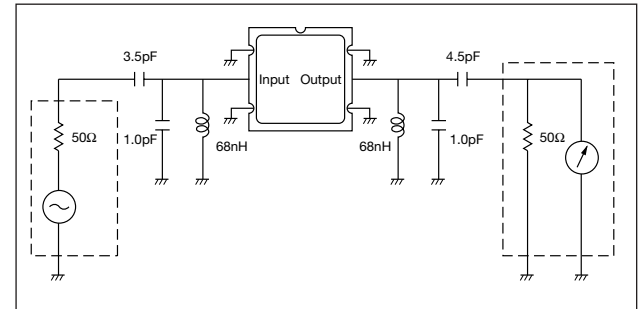 3.5pF
4.5pF
Input Output
50Ω
1.0pF
68nH
68nH
1.0pF
50Ω